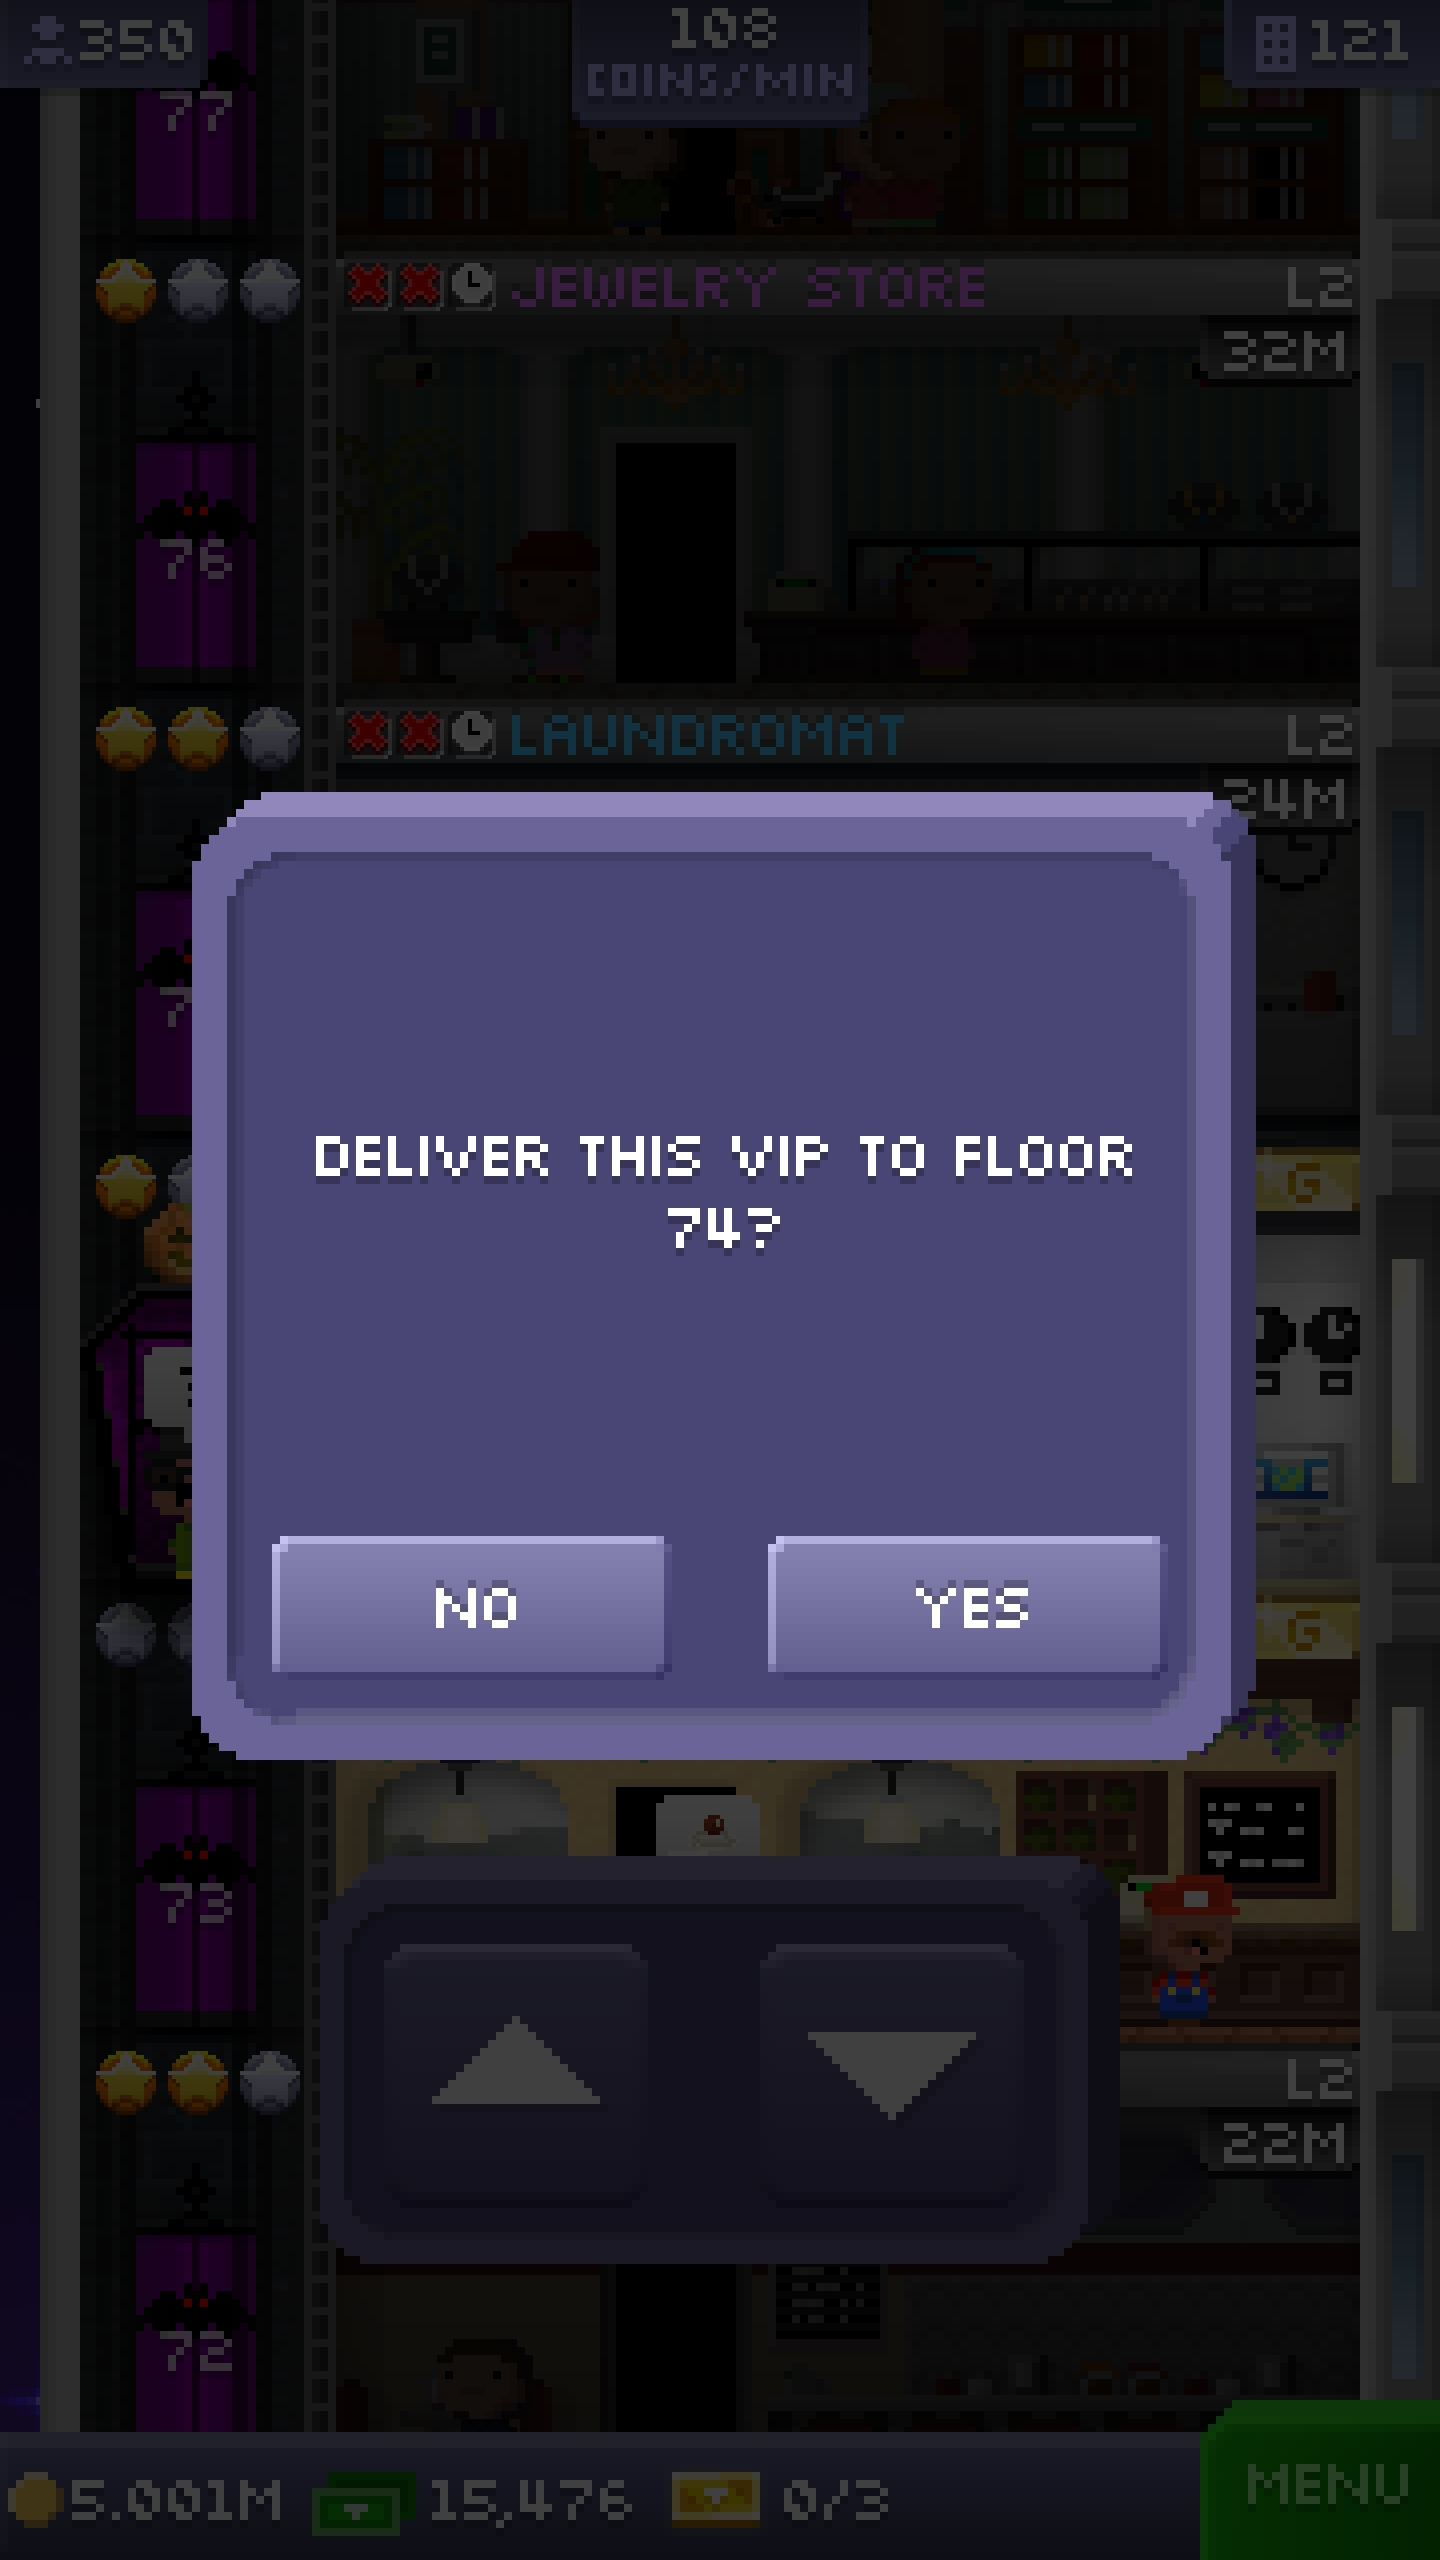 350
108
COINS/MIN
121
77
JEWELRY STORE L2
32M
76
LAUNDROMAT L2
24M
G
DELIVER THIS VIP TO FLOOR
74?
NO YES
G
73
L2
22M
72
5.001M 15,476 0/3 MENU